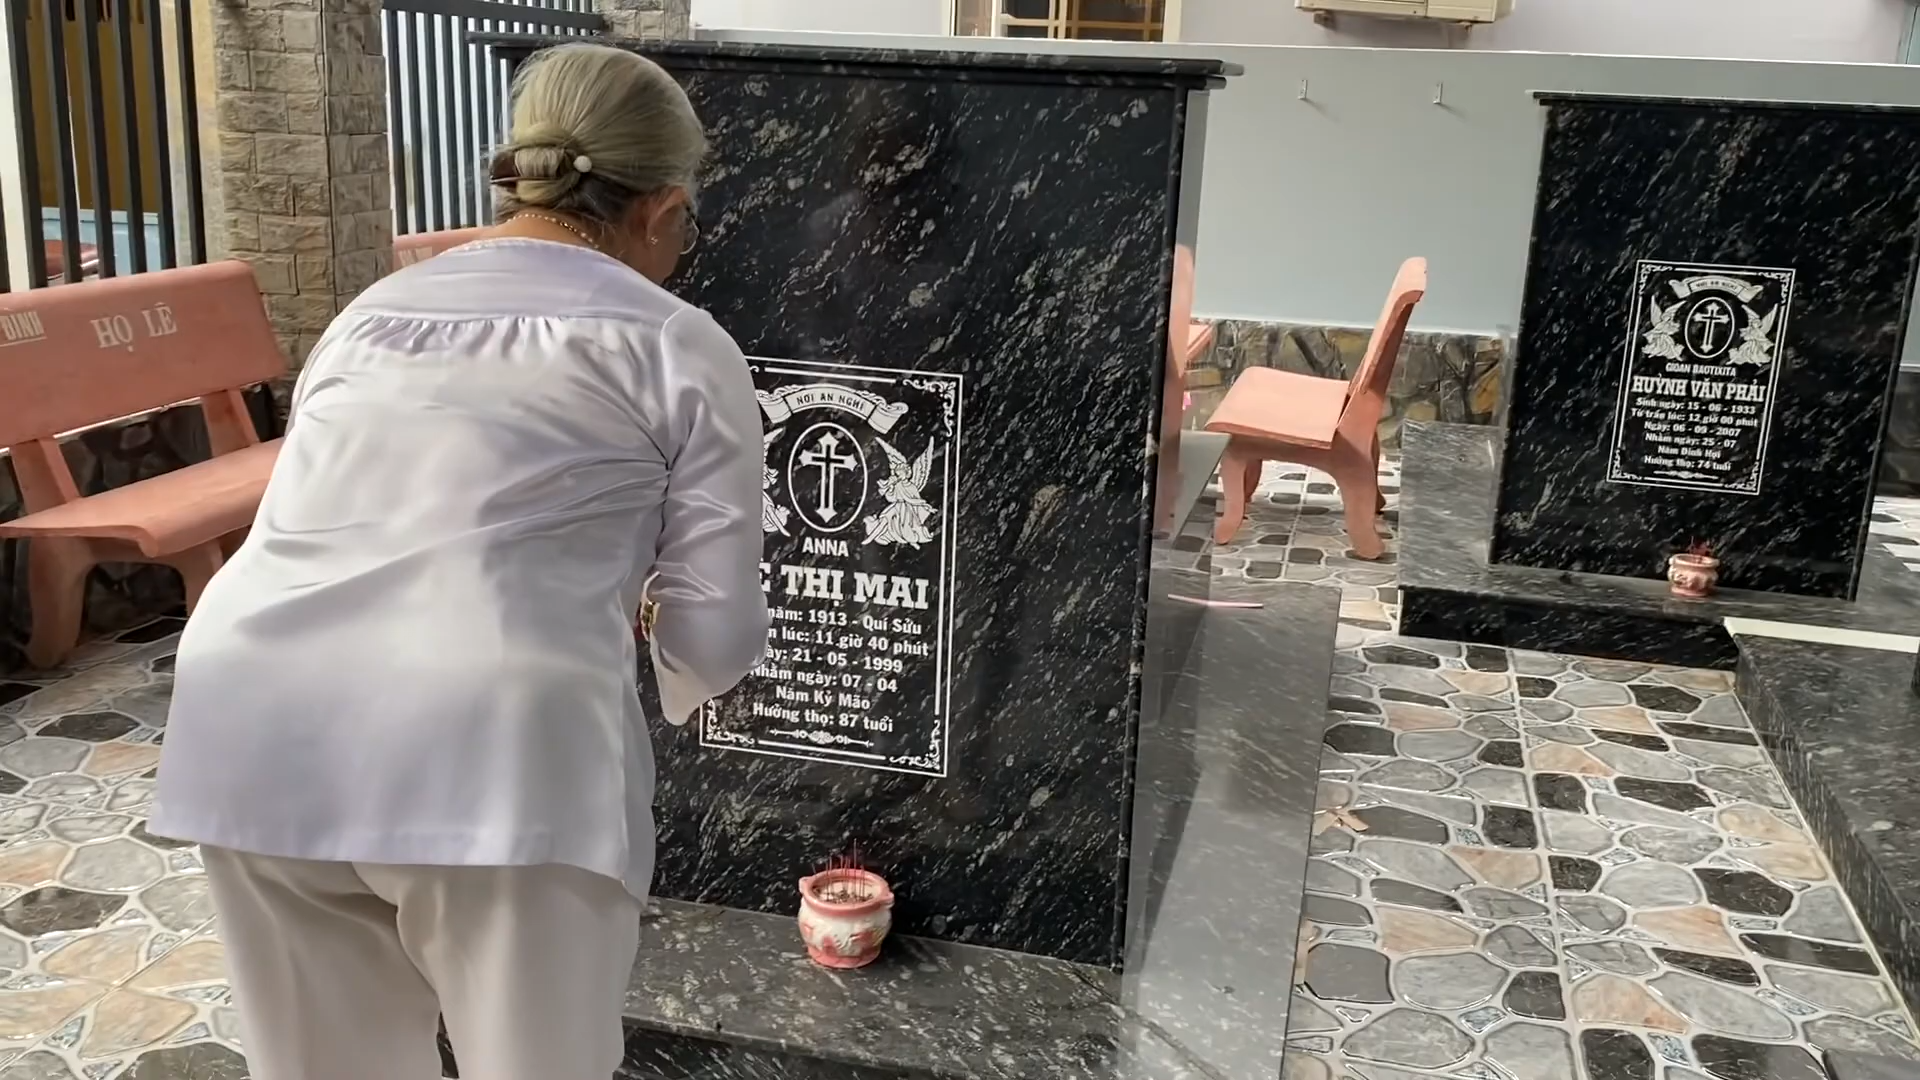 ĐÌNH
HỌ LÊ
NƠI AN NGHỈ
ANNA
THỊ MAI
năm: 1913 - Quí Sửu
lúc: 11 giờ 40 phút
21 - 05 - 1999
Nhằm ngày: 07 - 04
Năm Kỷ Mão
Hưởng thọ: 87 tuổi
NƠI AN NGHỈ
GIOAN BAOTIXITA
HUỲNH VĂN PHẢI
Sinh ngày: 15 - 06 - 1933
Từ trần lúc: 12 giờ 00 phút
Ngày: 06 - 09 - 2007
Nhằm ngày: 25 - 07
Năm Đinh Hợi
Hưởng thọ: 74 tuổi